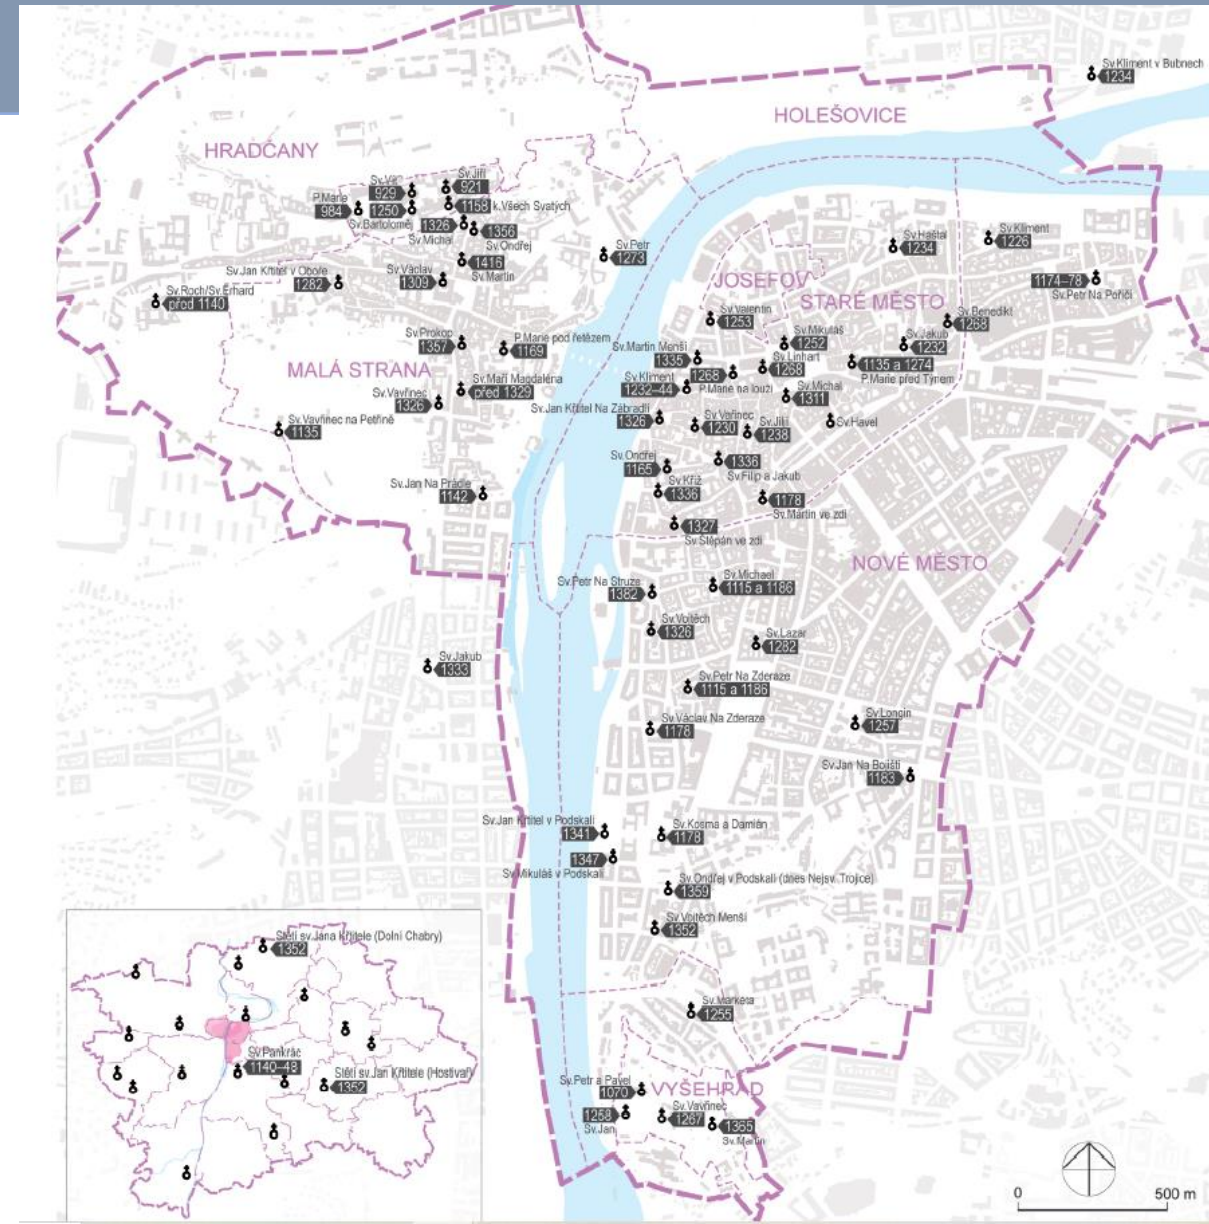 Sv.Kliment v Bubnech
1234
HOLEŠOVICE
HRADČANY
Sv.Vít
929
Sv.Jiří
921
P.Marie
984
1250
Sv.Bartoloměj
1158
k.Všech Svatých
1326
Sv.Michal
1356
Sv.Ondřej
1416
Sv.Martin
Sv.Petr
1273
Sv.Haštal
1234
Sv.Kliment
1226
1174–78
Sv.Petr Na Poříčí
Sv.Jan Křtitel v Oboře
1282
Sv.Václav
1309
Sv.Roch/Sv.Erhard
před 1140
JOSEFOV
STARÉ MĚSTO
Sv.Valentin
1253
Sv.Benedikt
1268
Sv.Prokop
1357
P.Marie pod řetězem
1169
Sv.Martin Menší
1335
Sv.Mikuláš
1252
Sv.Jakub
1232
Sv.Linhart
1268
1135 a 1274
P.Marie před Týnem
MALÁ STRANA
Sv.Maří Magdaléna
před 1329
Sv.Kliment
1232–44
1268
P.Marie na louži
Sv.Michal
1311
Sv.Vavřinec
1326
Sv.Jan Křtitel Na Zábradlí
1326
Sv.Vařinec
1230
Sv.Jiljí
1238
Sv.Havel
Sv.Vavřinec na Petříně
1135
Sv.Ondřej
1165
1336
Sv.Filip a Jakub
Sv.Kříž
1336
1178
Sv.Martin ve zdi
Sv.Jan Na Prádle
1142
1327
Sv.Štěpán ve zdi
NOVÉ MĚSTO
Sv.Petr Na Struze
1382
Sv.Michael
1115 a 1186
Sv.Vojtěch
1326
Sv.Lazar
1282
Sv.Jakub
1333
Sv.Petr Na Zderaze
1115 a 1186
Sv.Václav Na Zderaze
1178
Sv.Longin
1257
Sv.Jan Na Bojišti
1183
Sv.Jan Křtitel v Podskalí
1341
Sv.Kosma a Damián
1178
1347
Sv.Mikuláš v Podskalí
Sv.Ondřej v Podskalí (dnes Nejsv. Trojice)
1359
Sv.Vojtěch Menší
1352
Sv.Markéta
1255
Sv.Petr a Pavel
1070
VYŠEHRAD
1258
Sv.Jan
Sv.Vavřinec
1267
1365
Sv.Martin
Stětí sv.Jana Křtitele (Dolní Chabry)
1352
Sv.Pankrác
1140–48
Stětí sv.Jan Křtitele (Hostivař)
1352
0
500 m